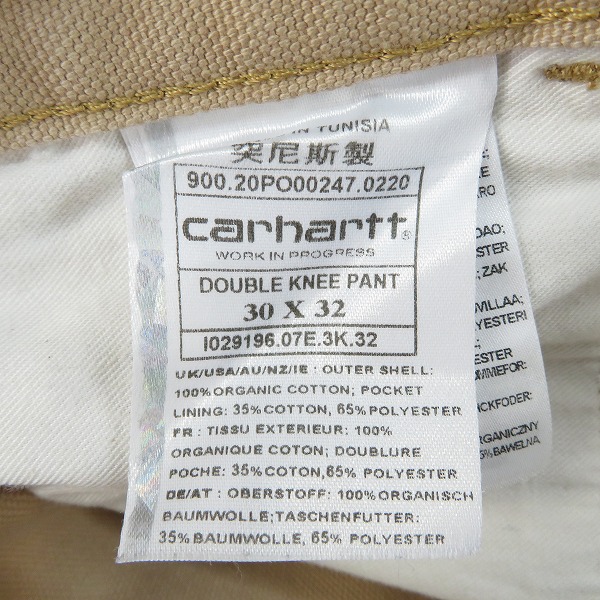 IN TUNISIA
突尼斯製
900.20PO00247.0220
carhartt®
WORK IN PROGRESS
DOUBLE KNEE PANT
30 X 32
I029196.07E.3K.32
UK/USA/AU/NZ/IE : OUTER SHELL:
100% ORGANIC COTTON; POCKET
LINING: 35% COTTON, 65% POLYESTER
FR : TISSU EXTERIEUR: 100%
ORGANIQUE COTON; DOUBLURE
POCHE: 35% COTON,65% POLYESTER
DE/AT : OBERSTOFF: 100% ORGANISCH
BAUMWOLLE;TASCHENFUTTER:
35% BAUMWOLLE, 65% POLYESTER
; ZAK
BAWELNA